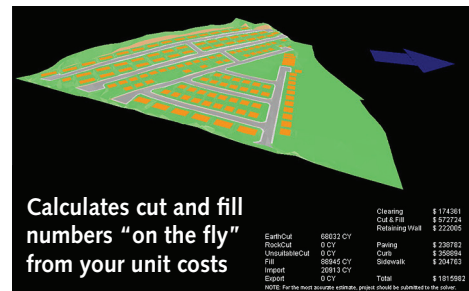 Calculates cut and fill
numbers “on the fly”
from your unit costs
EarthCut 68032 CY
RockCut 0 CY
UnsuitableCut 0 CY
Fill 88945 CY
Import 20913 CY
Export 0 CY
Clearing $ 174361
Cut & Fill $ 572724
Retaining Wall $ 222005
Paving $ 238782
Curb $ 358894
Sidewalk $ 204763
Total $ 1815982
NOTE: For the most accurate estimate, project should be submitted to the solver.